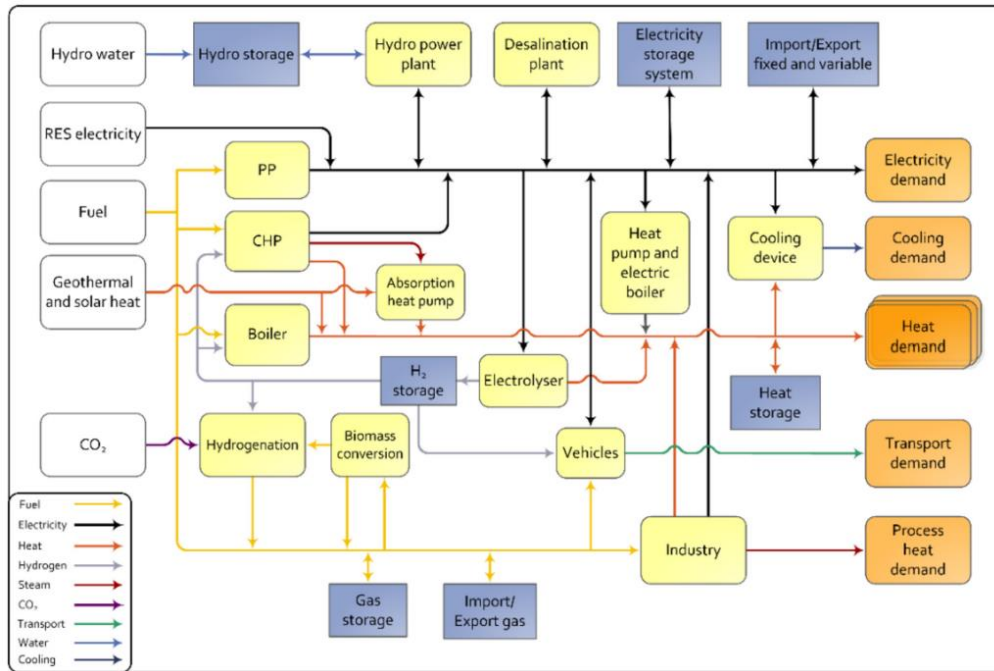 Hydro water
Hydro storage
Hydro power
plant
Desalination
plant
Electricity
storage
system
Import/Export
fixed and variable
RES electricity
PP
Electricity
demand
Fuel
CHP
Heat
pump and
electric
boiler
Cooling
device
Cooling
demand
Geothermal
and solar heat
Absorption
heat pump
Boiler
Heat
demand
H₂
storage
Electrolyser
Heat
storage
CO₂
Hydrogenation
Biomass
conversion
Vehicles
Transport
demand
Fuel
Electricity
Heat
Hydrogen
Steam
CO₂
Transport
Water
Cooling
Industry
Process
heat
demand
Gas
storage
Import/
Export gas